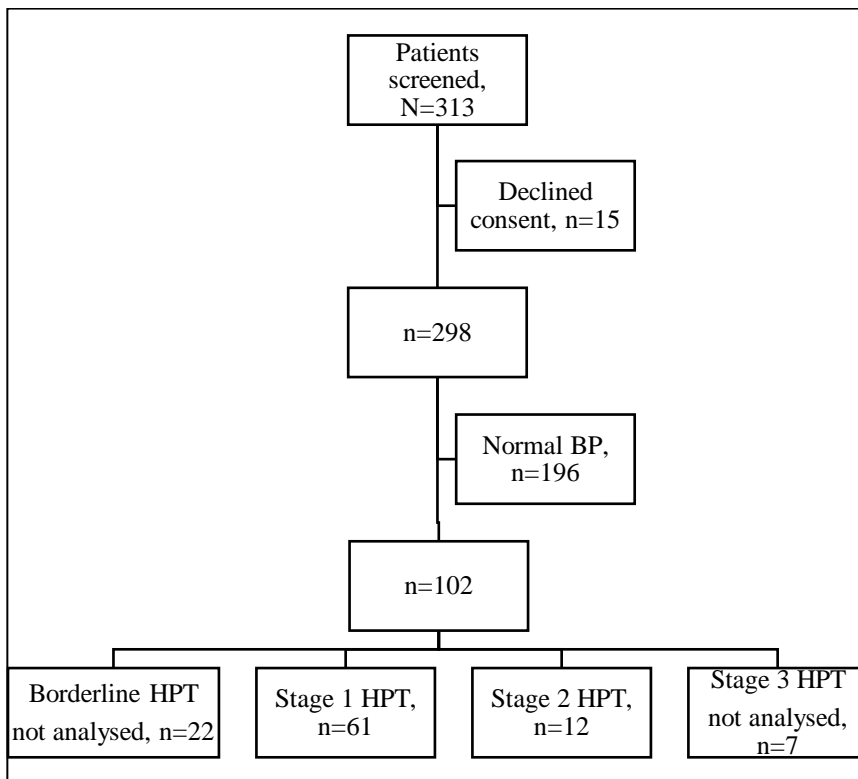 Patients
screened,
N=313
Declined
consent, n=15
n=298
Normal BP,
n=196
n=102
Borderline HPT
not analysed, n=22
Stage 1 HPT,
n=61
Stage 2 HPT,
n=12
Stage 3 HPT
not analysed,
n=7